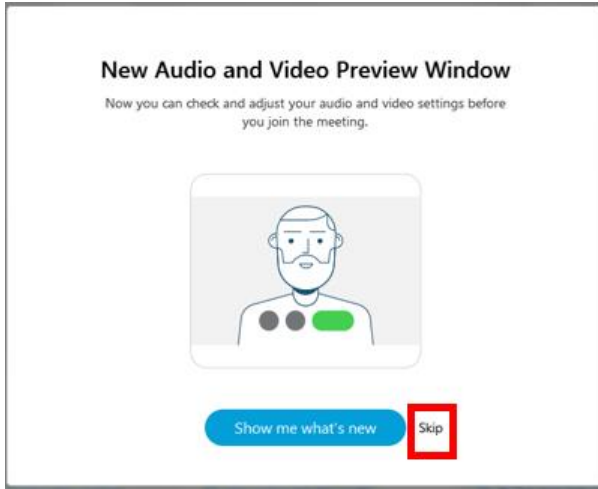 New Audio and Video Preview Window
Now you can check and adjust your audio and video settings before
you join the meeting.
Show me what's new
Skip